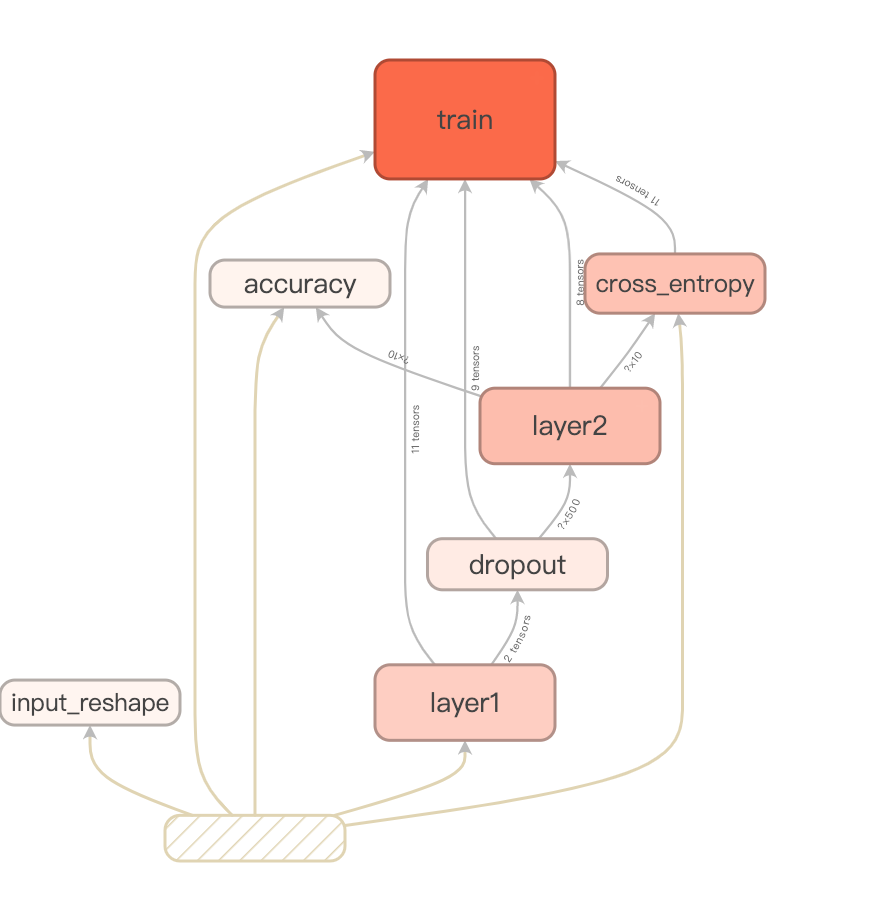 train
11 tensors
accuracy
8 tensors
cross_entropy
?×10
9 tensors
?×10
11 tensors
layer2
?×500
dropout
2 tensors
input_reshape
layer1